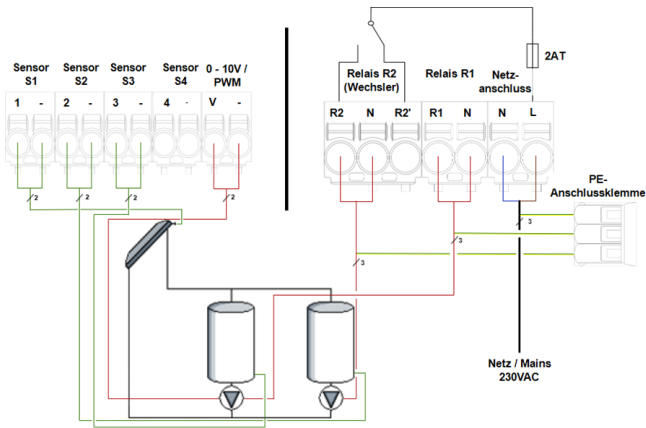 Sensor S1
Sensor S2
Sensor S3
Sensor S4
0 - 10V / PWM
1 - 2 - 3 - 4 - V -
2 2 2 2
Relais R2 (Wechsler)
Relais R1
Netz-anschluss
2AT
R2 N R2' R1 N N L
PE-Anschlussklemme
3
3
3
Netz / Mains
230VAC